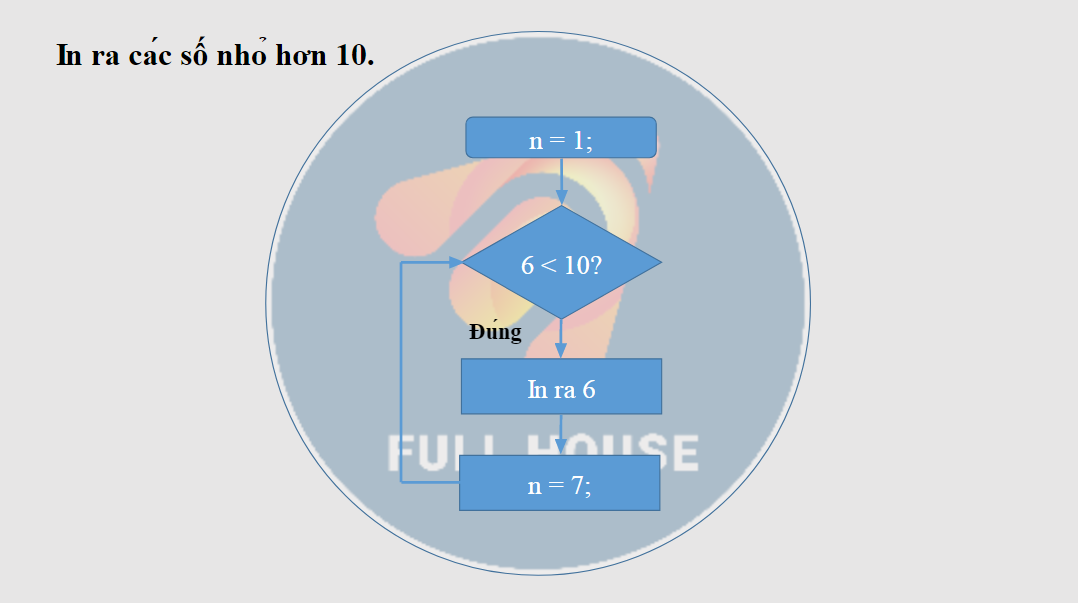 In ra các số nhỏ hơn 10.
n = 1;
6 < 10?
Đúng
In ra 6
FULL HOUSE
n = 7;